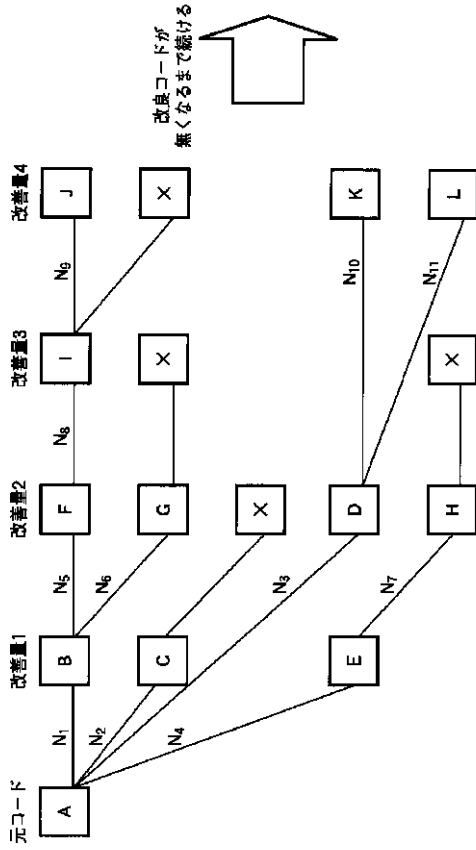 元コード
改善量1
改善量2
改善量3
改善量4
A
N1
B
N5
F
N8
I
N9
J
改良コードが
無くなるまで続ける
N2
C
N6
G
×
×
×
N3
D
N10
K
N4
E
N7
H
×
N11
L